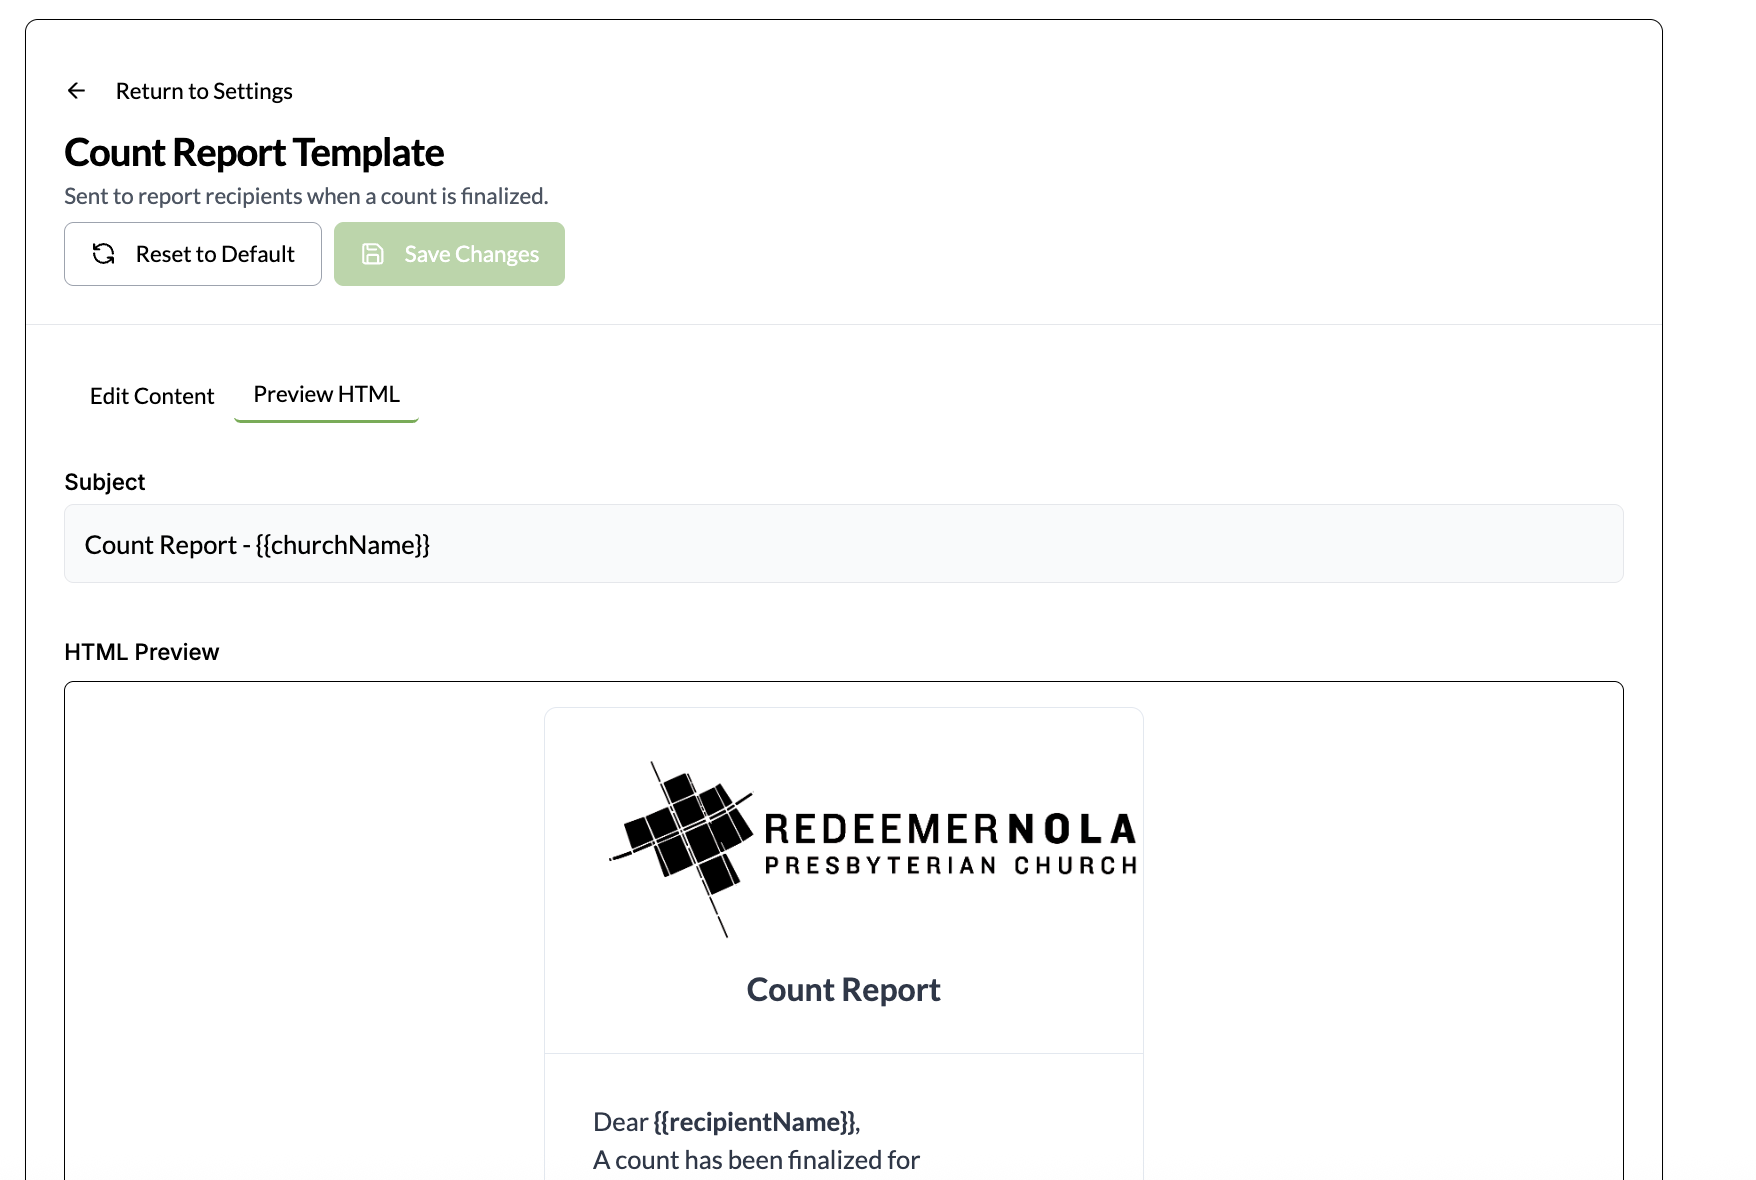 Return to Settings
Count Report Template
Sent to report recipients when a count is finalized.
Reset to Default
Save Changes
Edit Content
Preview HTML
Subject
Count Report - {{churchName}}
HTML Preview
REDEEMERNOLA
PRESBYTERIAN CHURCH
Count Report
Dear {{recipientName}},
A count has been finalized for